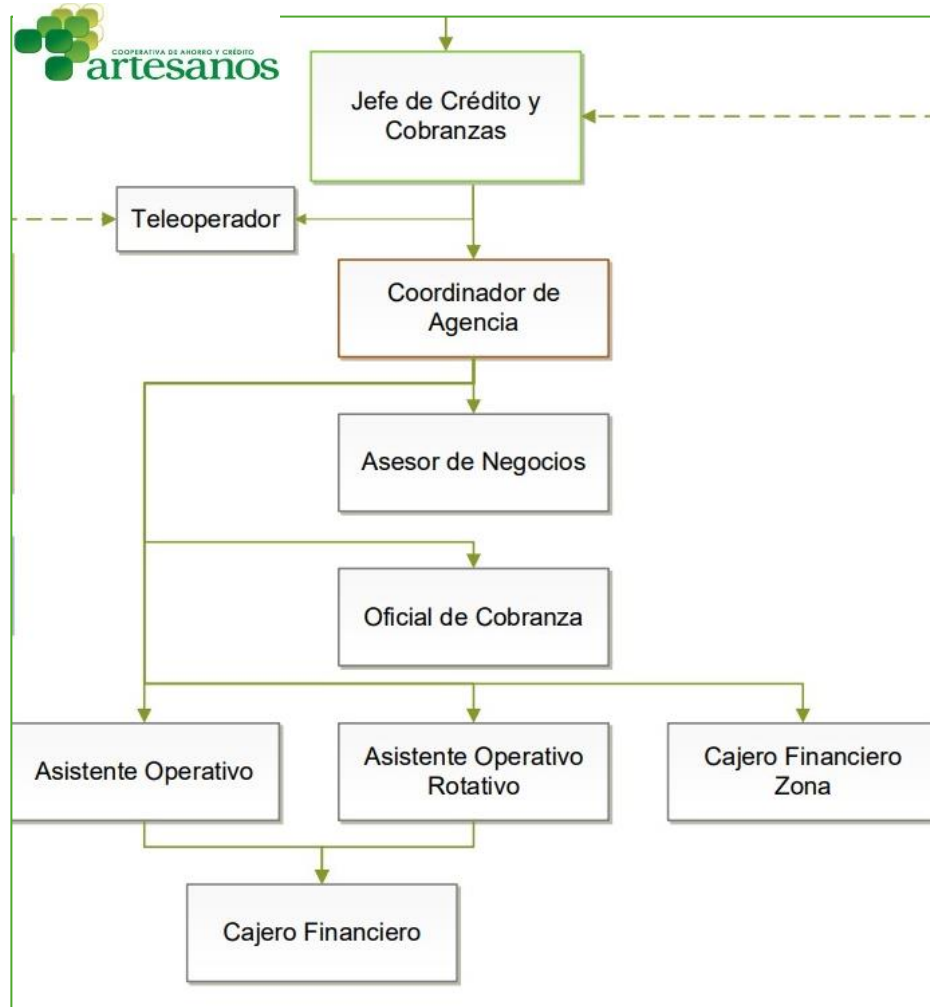 COOPERATIVA DE AHORRO Y CRÉDITO
artesanos
Jefe de Crédito y
Cobranzas
Teleoperador
Coordinador de
Agencia
Asesor de Negocios
Oficial de Cobranza
Asistente Operativo
Asistente Operativo
Rotativo
Cajero Financiero
Zona
Cajero Financiero